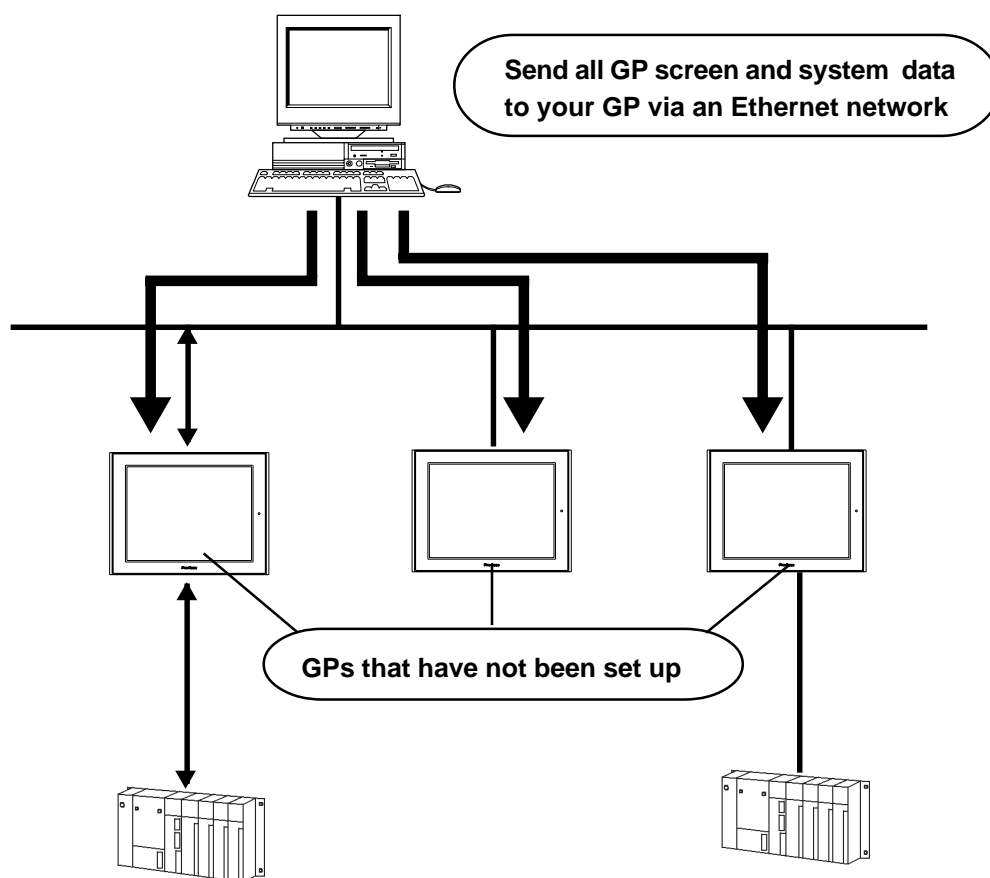 Send all GP screen and system data
to your GP via an Ethernet network
GPs that have not been set up